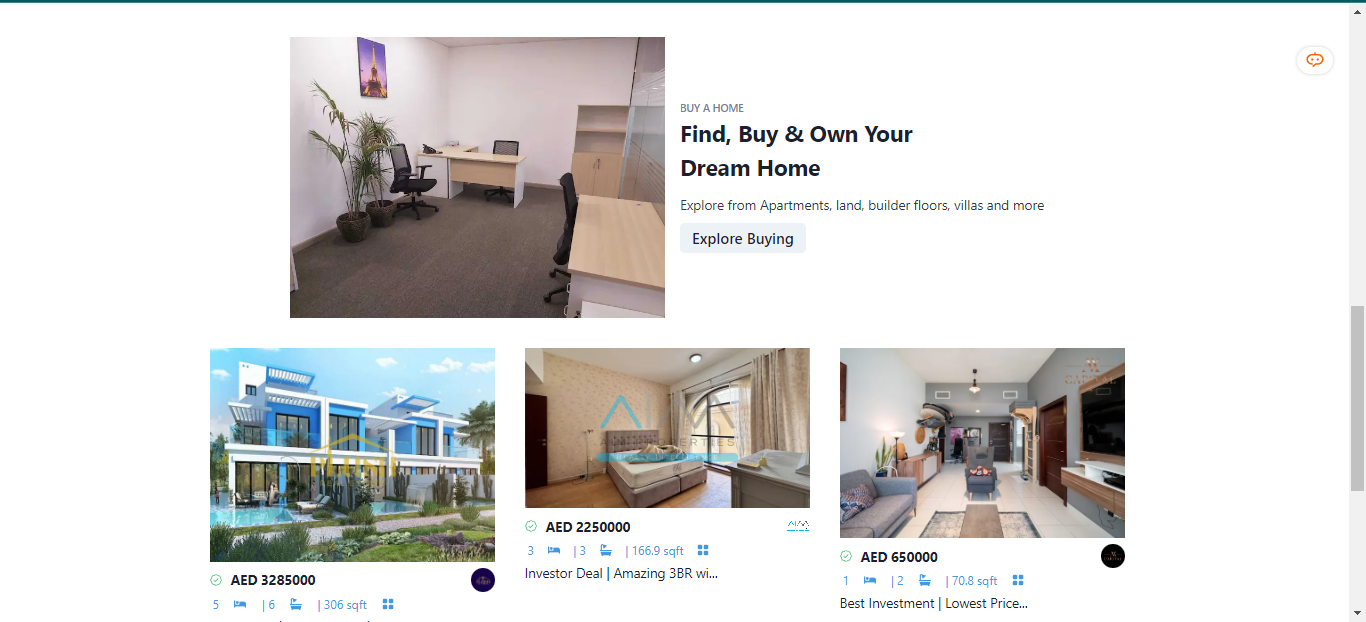 BUY A HOME
Find, Buy & Own Your
Dream Home
Explore from Apartments, land, builder floors, villas and more
Explore Buying
AED 3285000
5 | 6 | 306 sqft
AED 2250000
3 | 3 | 166.9 sqft
Investor Deal | Amazing 3BR wi...
AED 650000
1 | 2 | 70.8 sqft
Best Investment | Lowest Price...